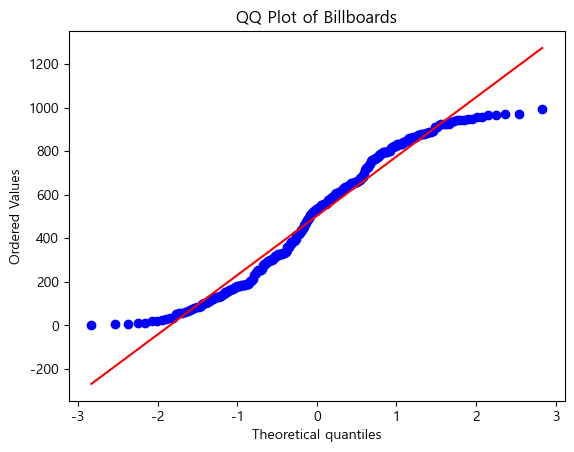 QQ Plot of Billboards
Ordered Values
1200
1000
800
600
400
200
0
-200
-3 -2 -1 0 1 2 3
Theoretical quantiles